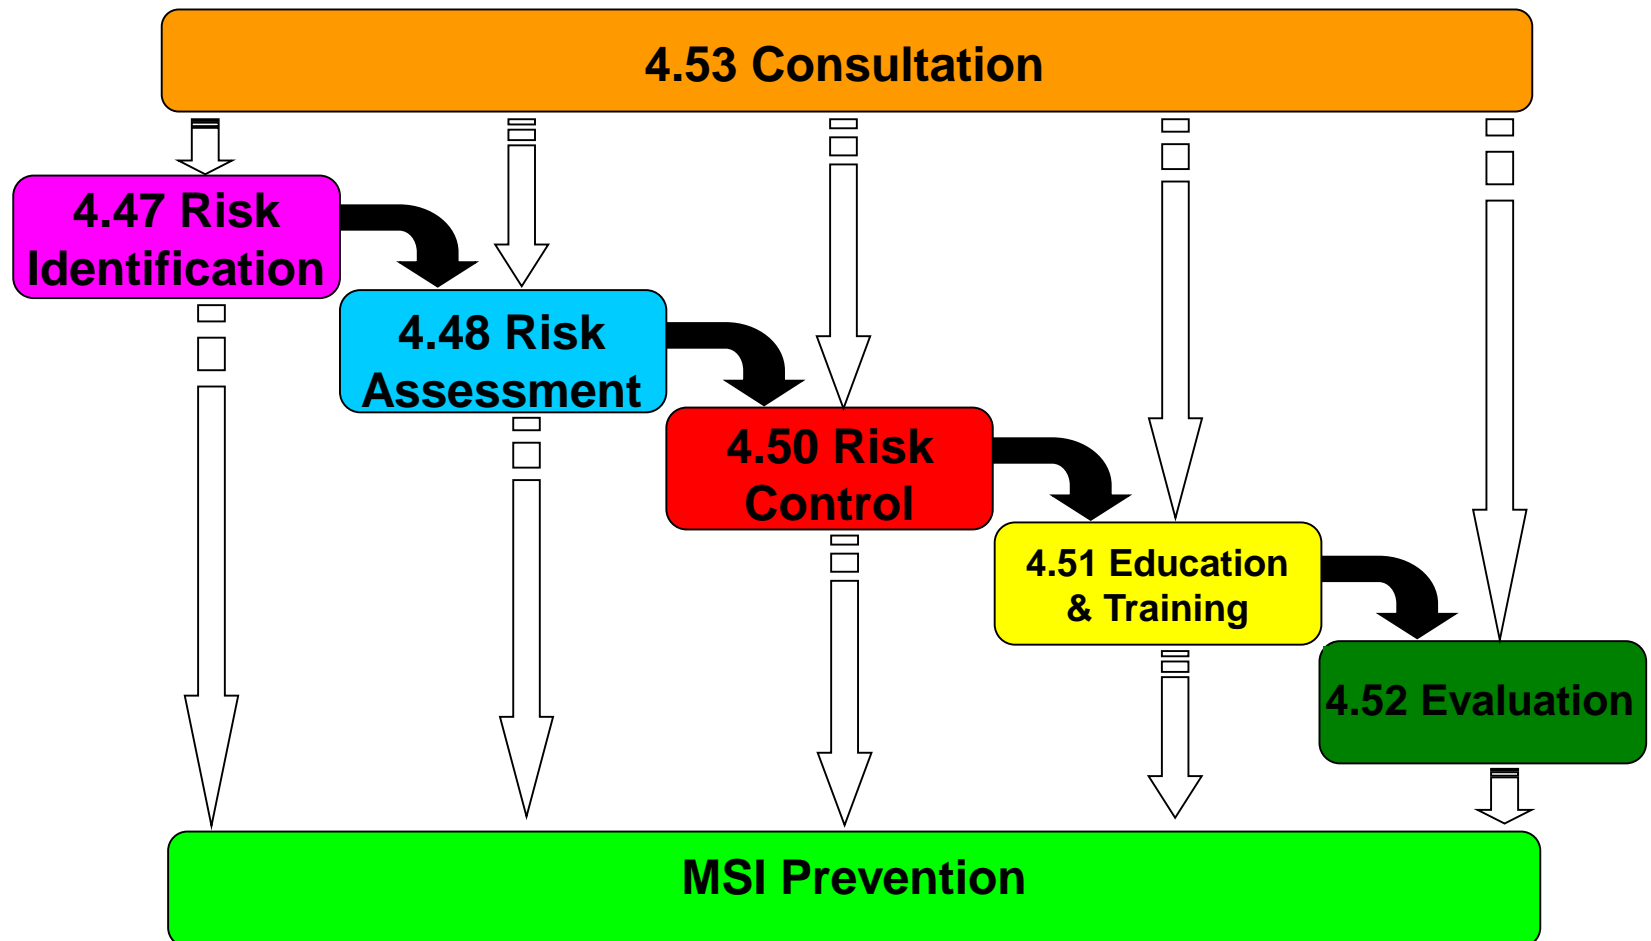 4.53 Consultation
4.47 Risk
Identification
4.48 Risk
Assessment
4.50 Risk
Control
4.51 Education
& Training
4.52 Evaluation
MSI Prevention